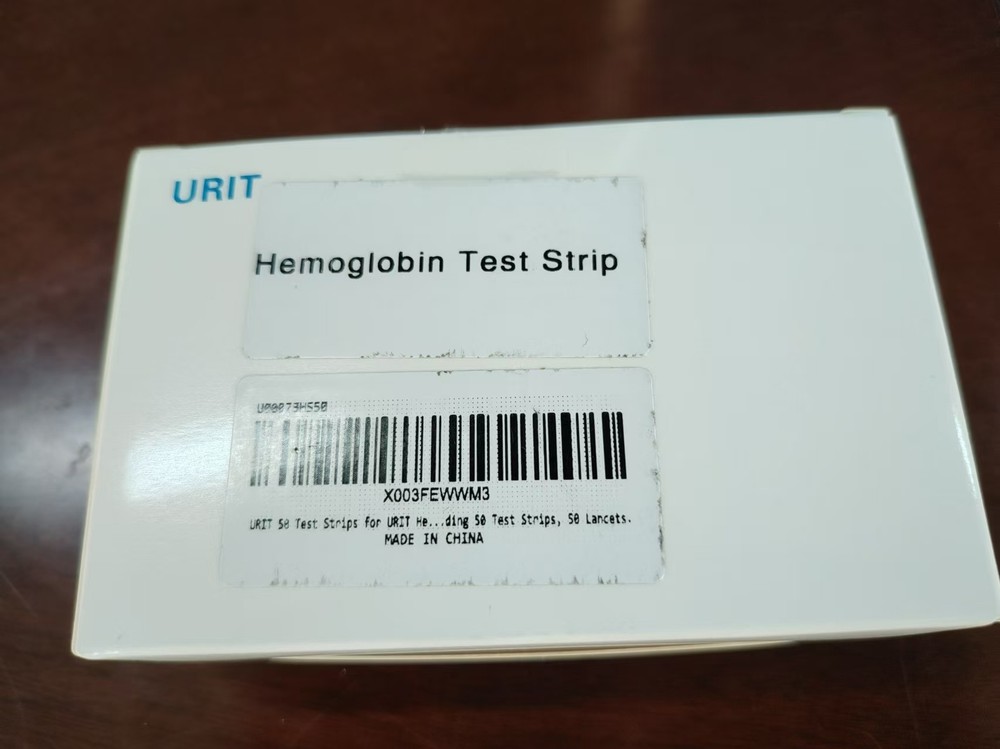 URIT
Hemoglobin Test Strip
U00073HS50
X003FEWWM3
URIT 50 Test Strips for URIT He...ding 50 Test Strips, 50 Lancets.
MADE IN CHINA